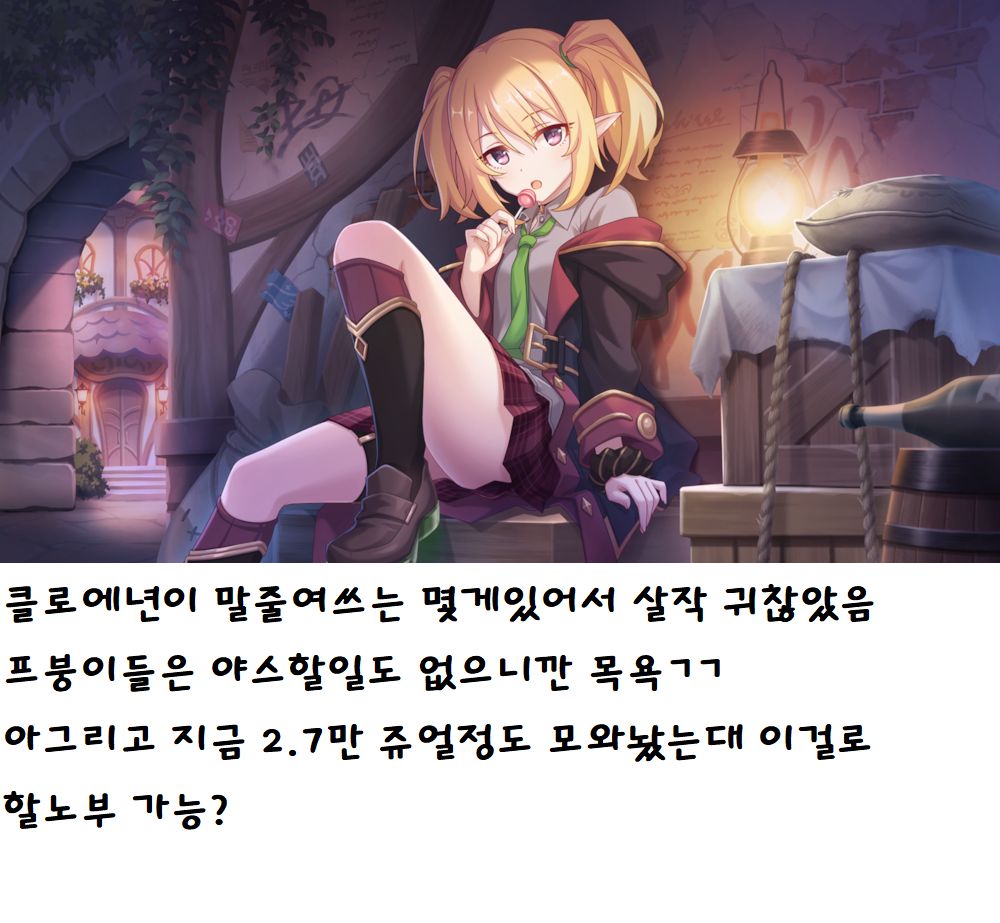 클로에년이 말줄여쓰는 몇게있어서 살작 귀찮았음
프붕이들은 야스할일도 없으니깐 목욕ㄱㄱ
아그리고 지금 2.7만 쥬얼정도 모와놨는대 이걸로
할노부 가능?